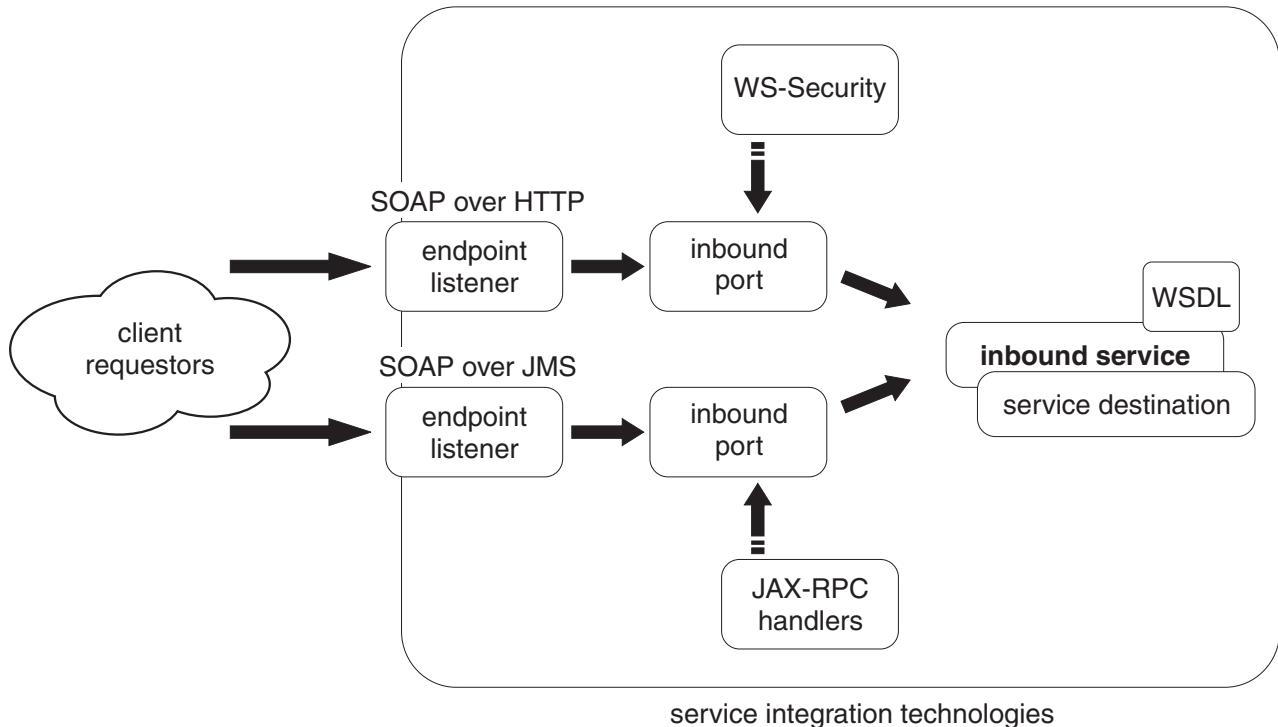 WS-Security
SOAP over HTTP
endpoint
listener
inbound
port
client
requestors
WSDL
inbound service
service destination
SOAP over JMS
endpoint
listener
inbound
port
JAX-RPC
handlers
service integration technologies